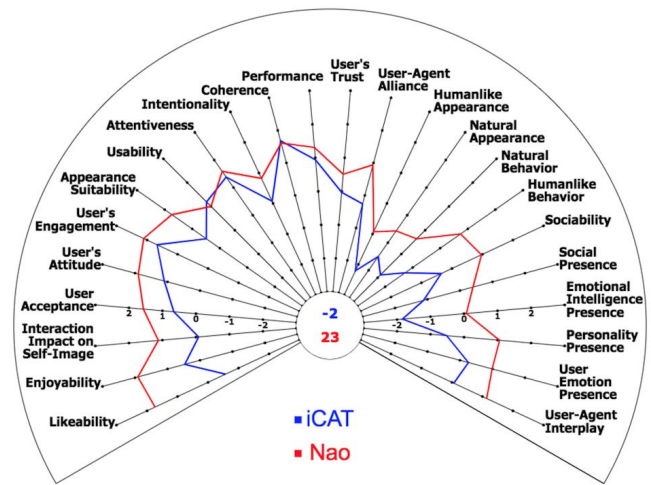 Performance
User's
Trust
User-Agent
Alliance
Coherence
Humanlike
Appearance
Intentionality
Natural
Appearance
Attentiveness
Natural
Behavior
Usability
Humanlike
Behavior
Appearance
Suitability
Sociability
User's
Engagement
Social
Presence
User's
Attitude
Emotional
Intelligence
Presence
User
Acceptance
2 1 0 -1 -2
-2
23
-2 -1 0 1 2
Personality
Presence
Interaction
Impact on
Self-Image
User
Emotion
Presence
Enjoyability
User-Agent
Interplay
Likeability
iCAT
Nao